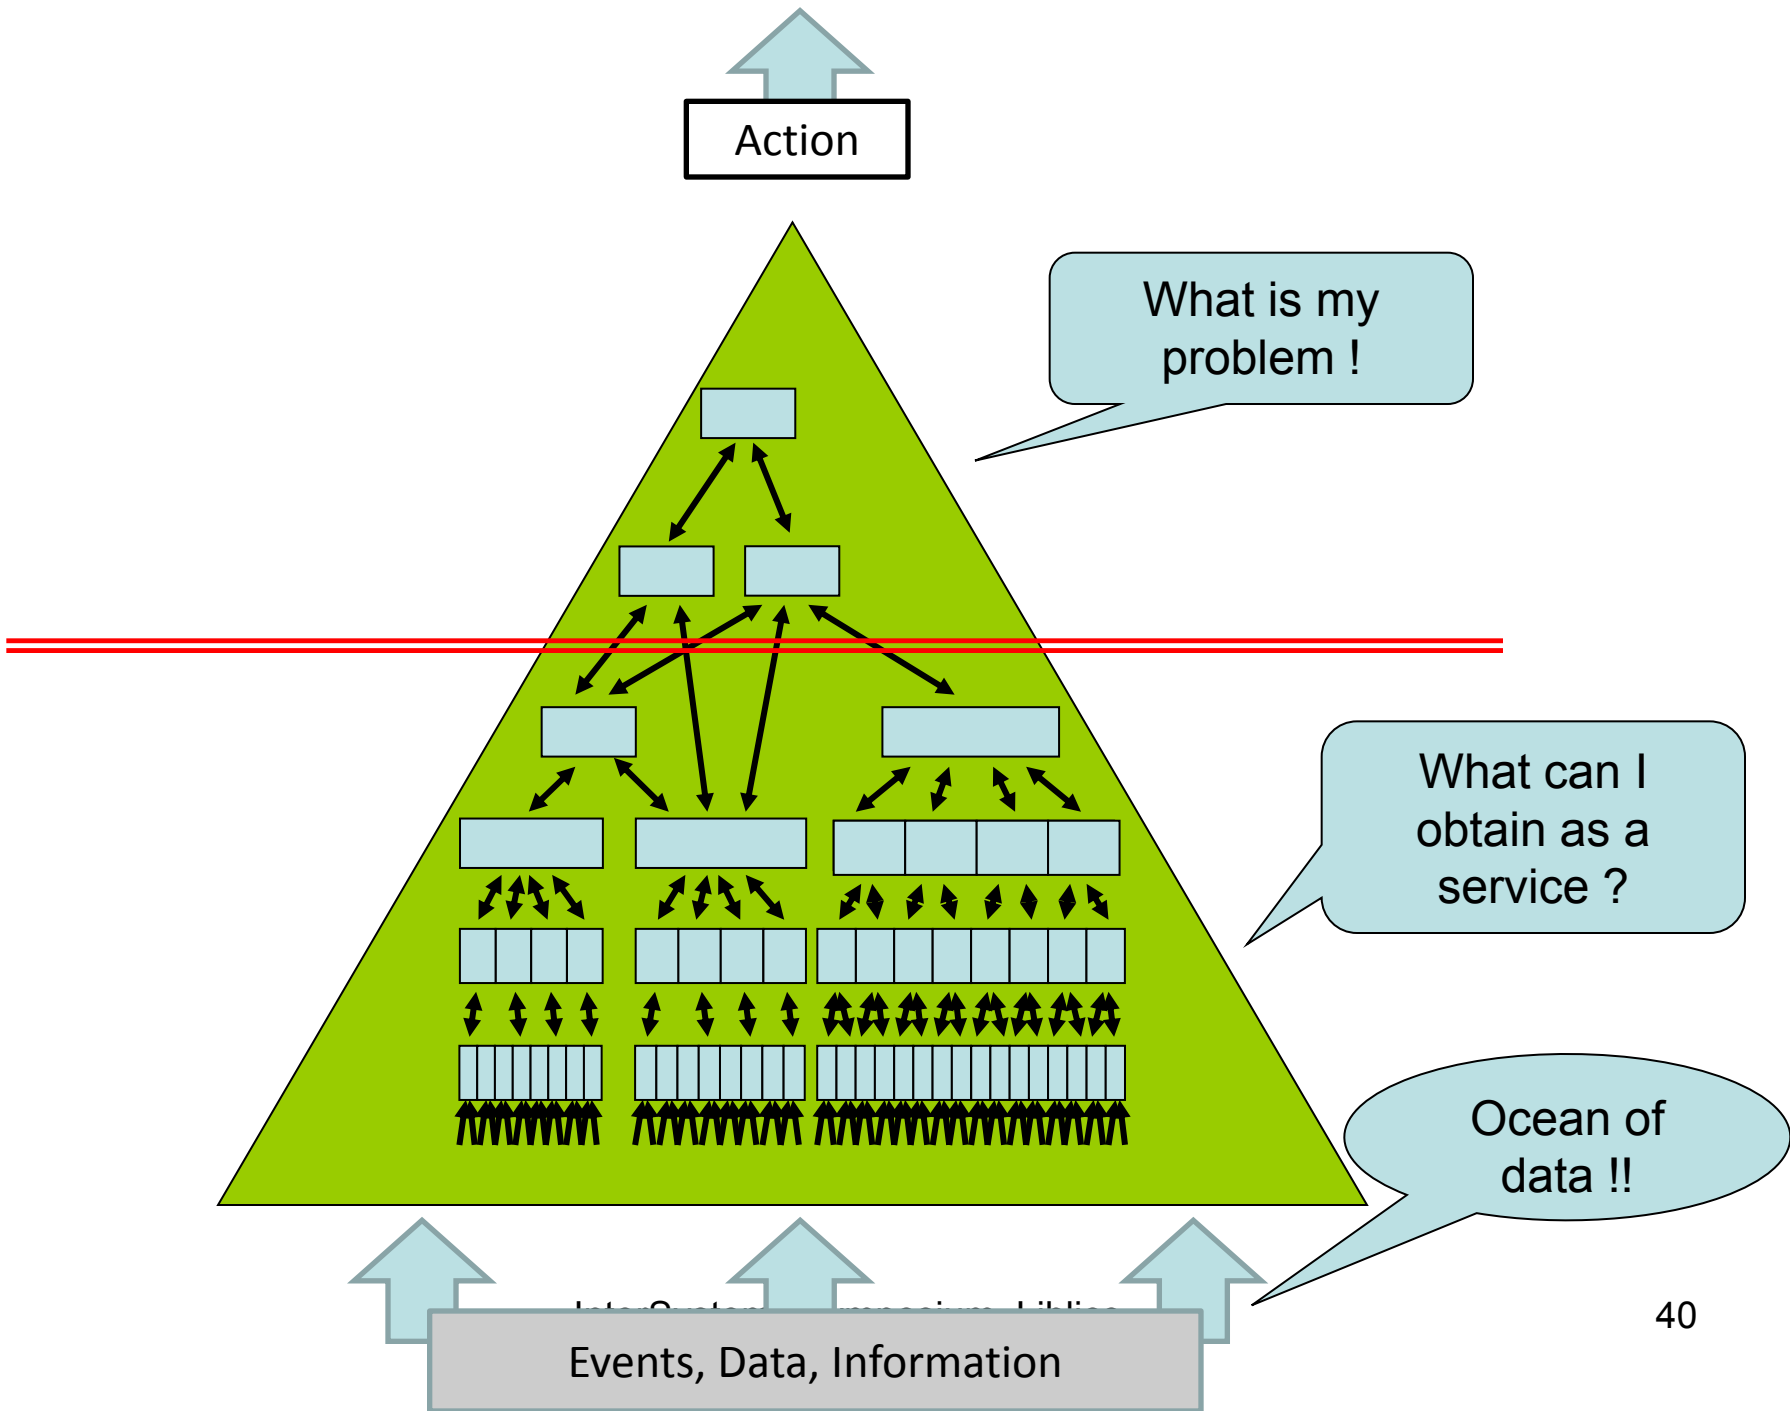 Action
What is my
problem !
What can I
obtain as a
service ?
Ocean of
data !!
40
Events, Data, Information